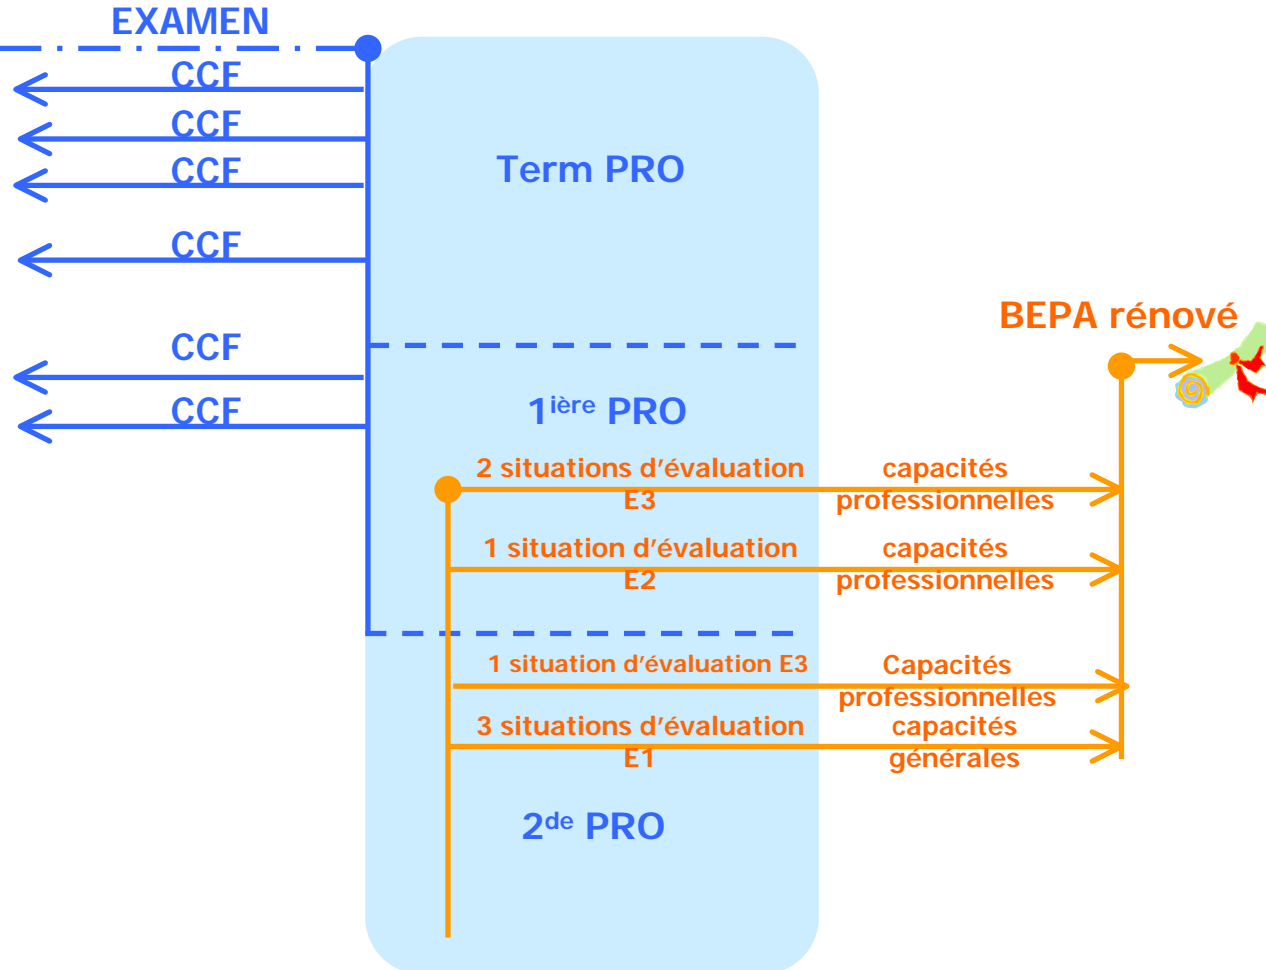 EXAMEN
CCF
CCF
CCF
Term PRO
CCF
BEPA rénové
CCF
1ière PRO
CCF
2 situations d’évaluation
E3
capacités
professionnelles
1 situation d’évaluation
E2
capacités
professionnelles
1 situation d’évaluation E3
Capacités
professionnelles
3 situations d’évaluation
E1
capacités
générales
2de PRO